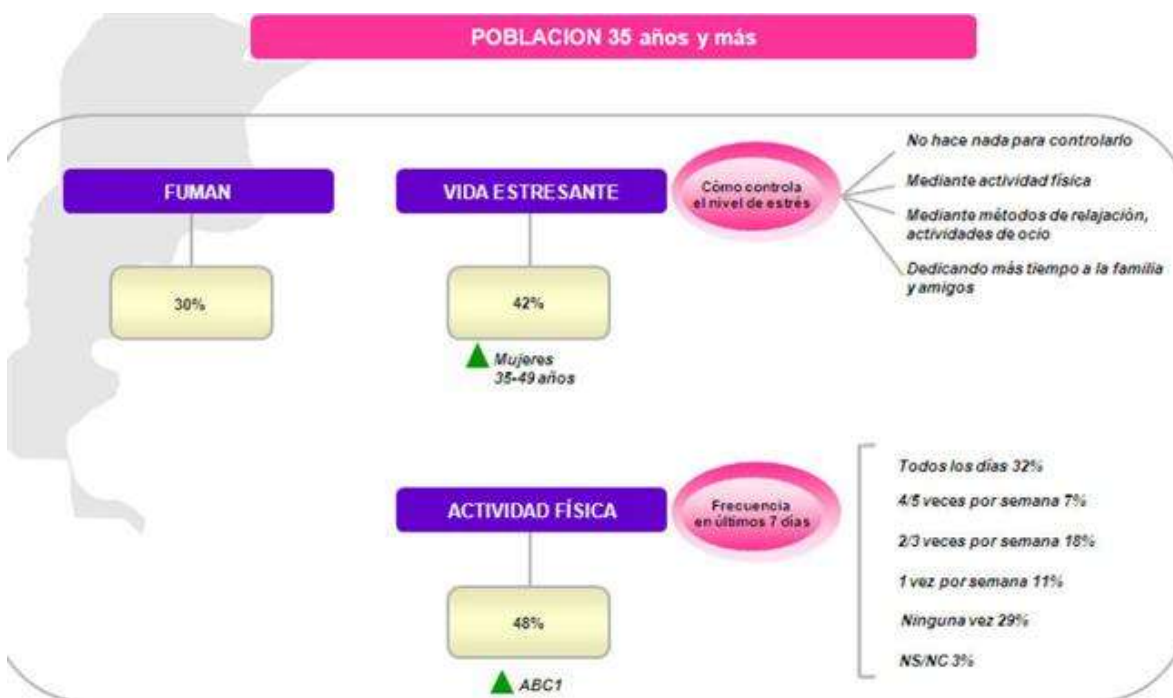 POBLACION 35 años y más
FUMAN
30%
VIDA ESTRESANTE
42%
Mujeres
35-49 años
Cómo controla
el nivel de estrés
No hace nada para controlarlo
Mediante actividad física
Mediante métodos de relajación,
actividades de ocio
Dedicando más tiempo a la familia
y amigos
ACTIVIDAD FÍSICA
48%
ABC1
Frecuencia
en últimos 7 días
Todos los días 32%
4/5 veces por semana 7%
2/3 veces por semana 18%
1 vez por semana 11%
Ninguna vez 29%
NS/NC 3%